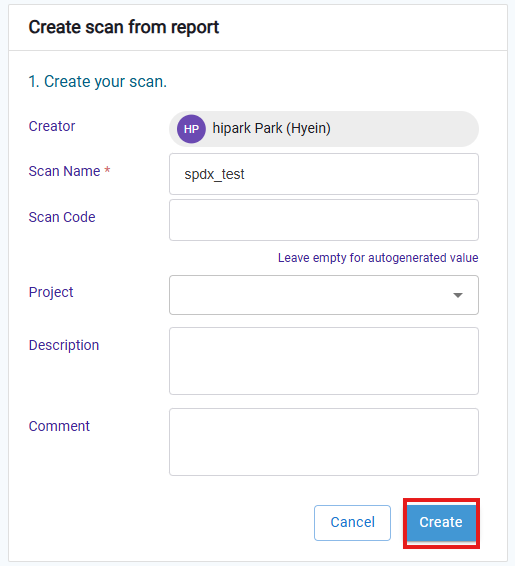 Create scan from report
1. Create your scan.
Creator
HP hipark Park (Hyein)
Scan Name *
spdx_test
Scan Code
Leave empty for autogenerated value
Project
Description
Comment
Cancel
Create